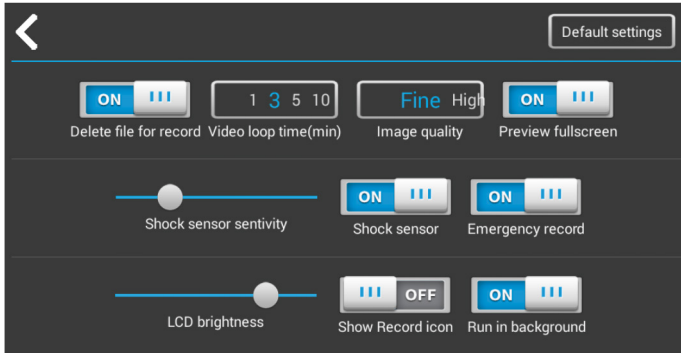 Default settings
ON 1 3 5 10 Fine High ON
Delete file for record Video loop time(min) Image quality Preview fullscreen
ON ON
Shock sensor sentivity Shock sensor Emergency record
OFF ON
LCD brightness Show Record icon Run in background